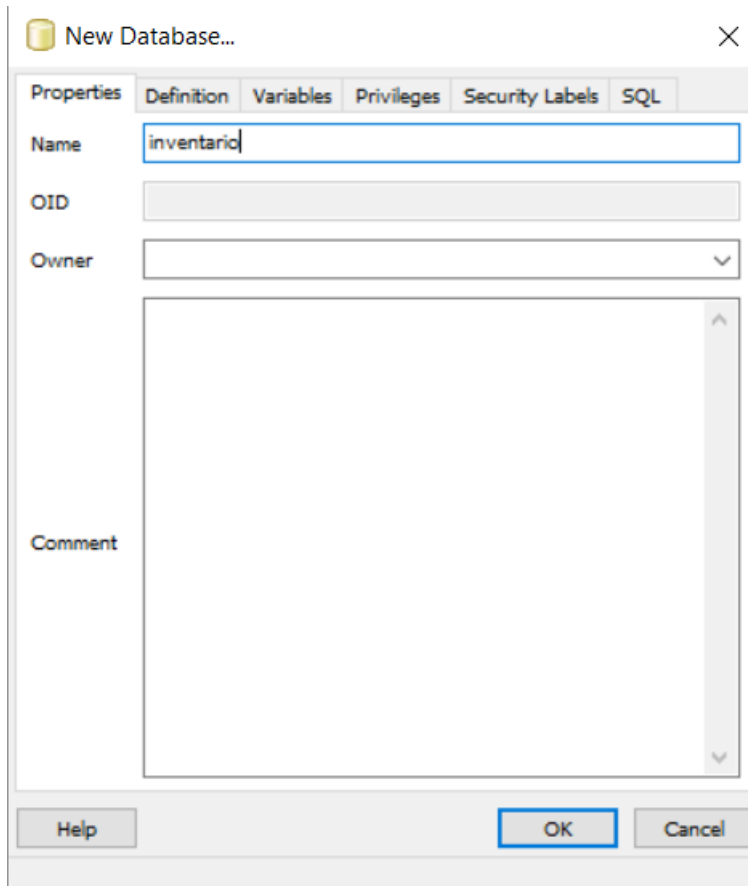 New Database...
Properties Definition Variables Privileges Security Labels SQL
Name inventario
OID
Owner
Comment
Help OK Cancel